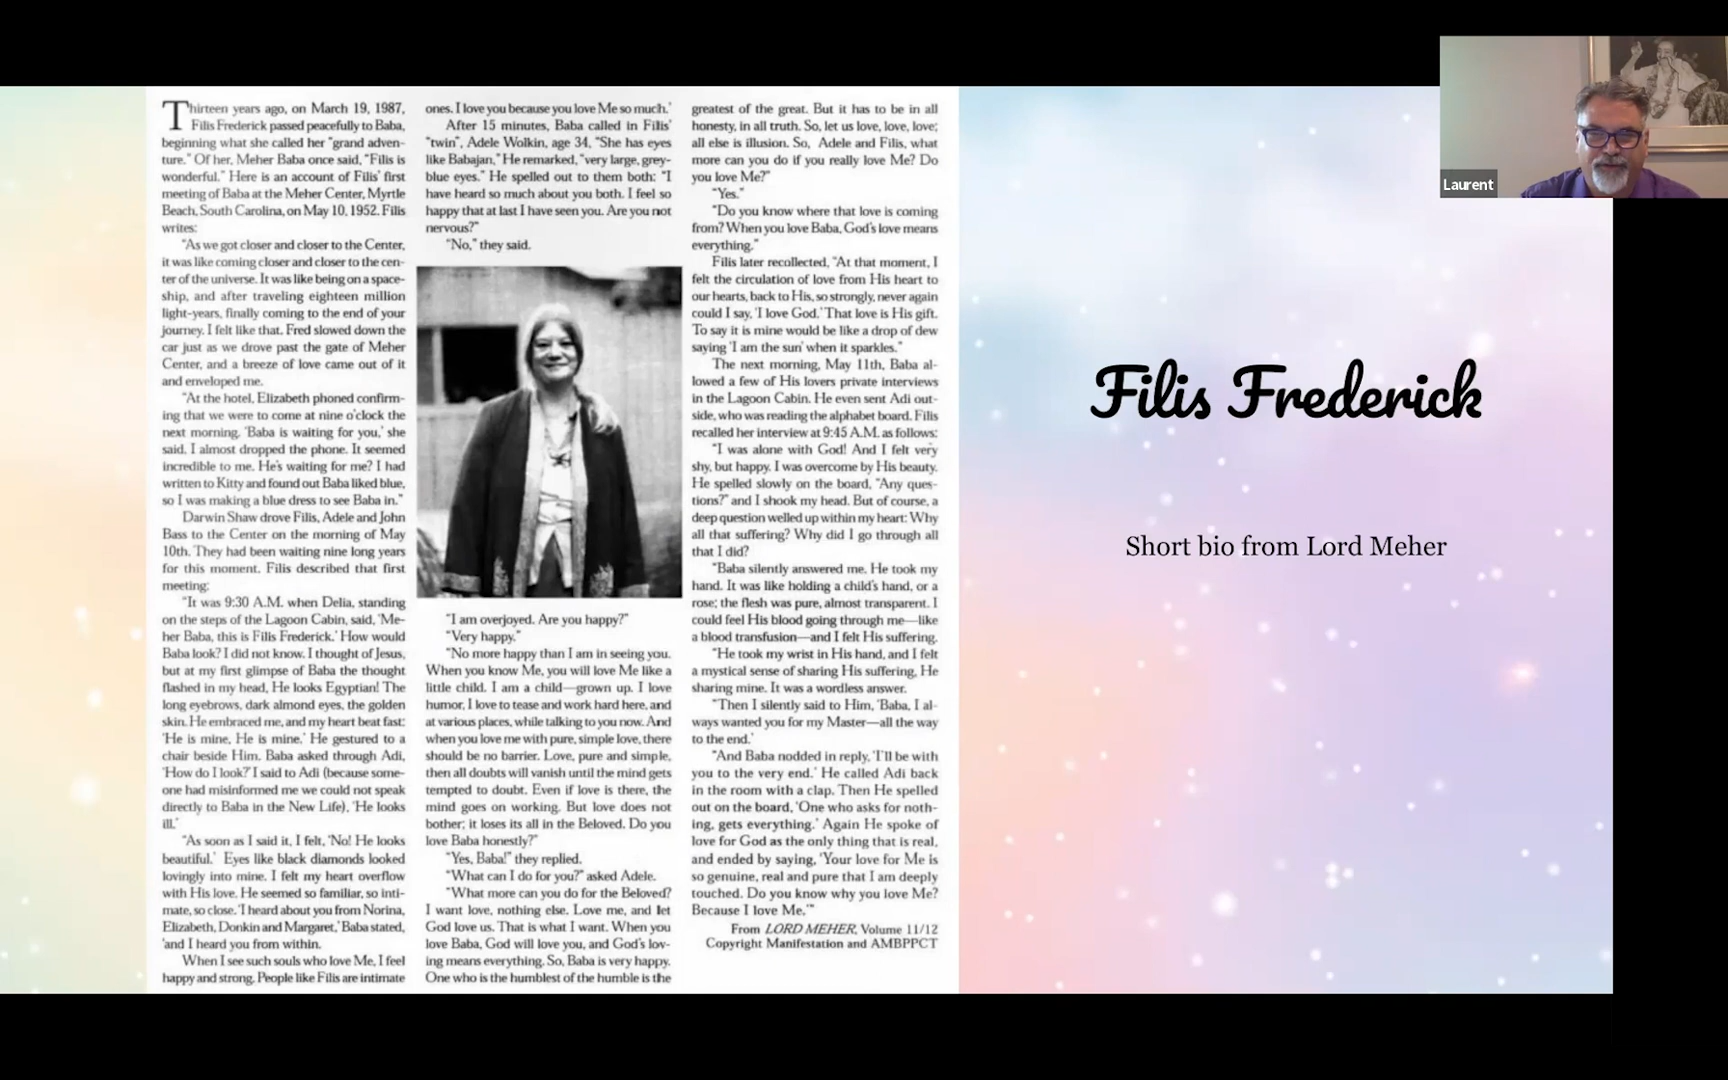 Thirteen years ago, on March 19, 1987,
Filis Frederick passed peacefully to Baba,
beginning what she called her "grand adven-
ture." Of her, Meher Baba once said, "Filis is
wonderful." Here is an account of Filis' first
meeting of Baba at the Meher Center, Myrtle
Beach, South Carolina, on May 10, 1952. Filis
writes:
"As we got closer and closer to the Center,
it was like coming closer and closer to the cen-
ter of the universe. It was like being on a space-
ship, and after traveling eighteen million
light-years, finally coming to the end of your
journey. I felt like that. Fred slowed down the
car just as we drove past the gate of Meher
Center, and a breeze of love came out of it
and enveloped me.
"At the hotel, Elizabeth phoned confirm-
ing that we were to come at nine o'clock the
next morning. 'Baba is waiting for you,' she
said. I almost dropped the phone. It seemed
incredible to me. He's waiting for me? I had
written to Kitty and found out Baba liked blue,
so I was making a blue dress to see Baba in."
Darwin Shaw drove Filis, Adele and John
Bass to the Center on the morning of May
10th. They had been waiting nine long years
for this moment. Filis described that first
meeting:
"It was 9:30 A.M. when Delia, standing
on the steps of the Lagoon Cabin, said, 'Me-
her Baba, this is Filis Frederick.' How would
Baba look? I did not know. I thought of Jesus,
but at my first glimpse of Baba the thought
flashed in my head, He looks Egyptian! The
long eyebrows, dark almond eyes, the golden
skin. He embraced me, and my heart beat fast:
'He is mine, He is mine.' He gestured to a
chair beside Him. Baba asked through Adi,
'How do I look?' I said to Adi (because some-
one had misinformed me we could not speak
directly to Baba in the New Life), 'He looks
ill.'
"As soon as I said it, I felt, 'No! He looks
beautiful.' Eyes like black diamonds looked
lovingly into mine. I felt my heart overflow
with His love. He seemed so familiar, so inti-
mate, so close. 'I heard about you from Norina,
Elizabeth, Donkin and Margaret,' Baba stated,
'and I heard you from within.
When I see such souls who love Me, I feel
happy and strong. People like Filis are intimate
ones. I love you because you love Me so much.'
After 15 minutes, Baba called in Filis'
"twin", Adele Wolkin, age 34, "She has eyes
like Babajan," He remarked, "very large, grey-
blue eyes." He spelled out to them both: "I
have heard so much about you both. I feel so
happy that at last I have seen you. Are you not
nervous?"
"No," they said.
"I am overjoyed. Are you happy?"
"Very happy."
"No more happy than I am in seeing you.
When you know Me, you will love Me like a
little child. I am a child—grown up. I love
humor, I love to tease and work hard here, and
at various places, while talking to you now. And
when you love me with pure, simple love, there
should be no barrier. Love, pure and simple,
then all doubts will vanish until the mind gets
tempted to doubt. Even if love is there, the
mind goes on working. But love does not
bother; it loses its all in the Beloved. Do you
love Baba honestly?"
"Yes, Baba!" they replied.
"What can I do for you?" asked Adele.
"What more can you do for the Beloved?
I want love, nothing else. Love me, and let
God love us. That is what I want. When you
love Baba, God will love you, and God's lov-
ing means everything. So, Baba is very happy.
One who is the humblest of the humble is the
greatest of the great. But it has to be in all
honesty, in all truth. So, let us love, love, love;
all else is illusion. So, Adele and Filis, what
more can you do if you really love Me? Do
you love Me?"
"Yes."
"Do you know where that love is coming
from? When you love Baba, God's love means
everything."
Filis later recollected, "At that moment, I
felt the circulation of love from His heart to
our hearts, back to His, so strongly, never again
could I say, 'I love God.' That love is His gift.
To say it is mine would be like a drop of dew
saying 'I am the sun' when it sparkles."
The next morning, May 11th, Baba al-
lowed a few of His lovers private interviews
in the Lagoon Cabin. He even sent Adi out-
side, who was reading the alphabet board. Filis
recalled her interview at 9:45 A.M. as follows:
"I was alone with God! And I felt very
shy, but happy. I was overcome by His beauty.
He spelled slowly on the board, "Any ques-
tions?" and I shook my head. But of course, a
deep question welled up within my heart: Why
all that suffering? Why did I go through all
that I did?
"Baba silently answered me. He took my
hand. It was like holding a child's hand, or a
rose; the flesh was pure, almost transparent. I
could feel His blood going through me—like
a blood transfusion—and I felt His suffering.
"He took my wrist in His hand, and I felt
a mystical sense of sharing His suffering, He
sharing mine. It was a wordless answer.
"Then I silently said to Him, 'Baba, I al-
ways wanted you for my Master—all the way
to the end.'
"And Baba nodded in reply, 'I'll be with
you to the very end.' He called Adi back
in the room with a clap. Then He spelled
out on the board, 'One who asks for noth-
ing, gets everything.' Again He spoke of
love for God as the only thing that is real,
and ended by saying, 'Your love for Me is
so genuine, real and pure that I am deeply
touched. Do you know why you love Me?
Because I love Me.'"
From LORD MEHER, Volume 11/12
Copyright Manifestation and AMBPPCT
Filis Frederick
Short bio from Lord Meher
Laurent